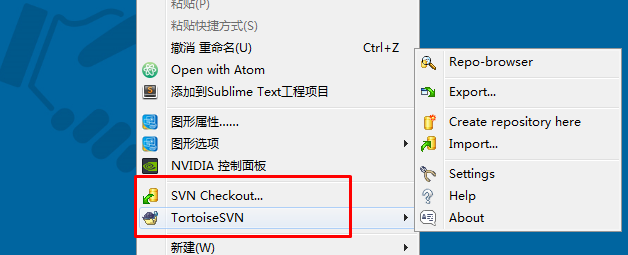 粘贴(P)
粘贴快捷方式(S)
撤消 重命名(U) Ctrl+Z
Open with Atom
添加到Sublime Text工程项目
图形属性......
图形选项
NVIDIA 控制面板
SVN Checkout...
TortoiseSVN
新建(W)
Repo-browser
Export...
Create repository here
Import...
Settings
Help
About